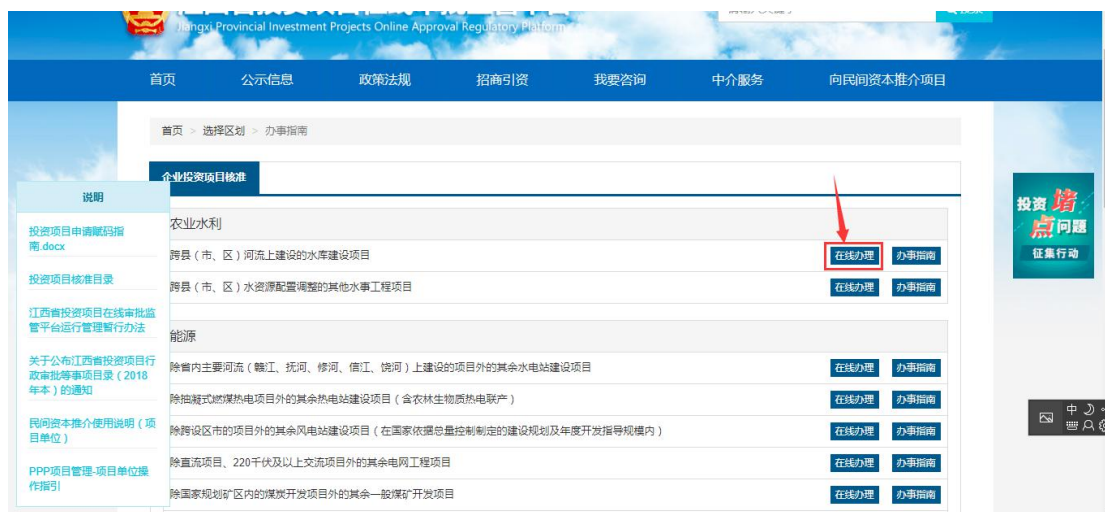 Jiangxi Provincial Investment Projects Online Approval Regulatory Platform
首页 公示信息 政策法规 招商引资 我要咨询 中介服务 向民间资本推介项目
首页 > 选择区划 > 办事指南
企业投资项目核准
说明
投资项目申请赋码指
南.docx
投资项目核准目录
江西省投资项目在线审批监
管平台运行管理暂行办法
关于公布江西省投资项目行
政审批等事项目录（2018
年本）的通知
民间资本推介使用说明（项
目单位）
PPP项目管理-项目单位操
作指引
农业水利
跨县（市、区）河流上建设的水库建设项目 在线办理 办事指南
跨县（市、区）水资源配置调整的其他水事工程项目 在线办理 办事指南
能源
除省内主要河流（赣江、抚河、修河、信江、饶河）上建设的项目外的其余水电站建设项目 在线办理 办事指南
除抽凝式燃煤热电项目外的其余热电站建设项目（含农林生物质热电联产） 在线办理 办事指南
除跨设区市的项目外的其余风电站建设项目（在国家依据总量控制制定的建设规划及年度开发指导规模内） 在线办理 办事指南
除直流项目、220千伏及以上交流项目外的其余电网工程项目 在线办理 办事指南
除国家规划矿区内的煤炭开发项目外的其余一般煤矿开发项目 在线办理 办事指南
投资堵
点问题
征集行动
中